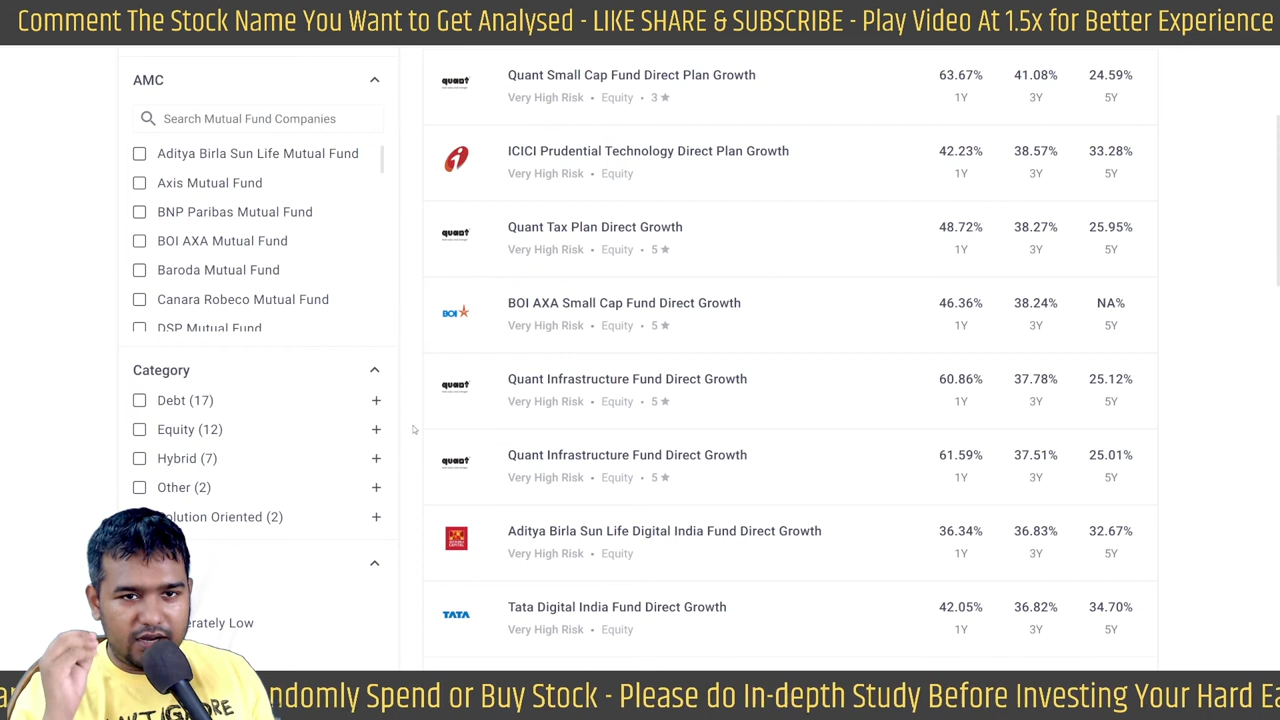 Comment The Stock Name You Want to Get Analysed - LIKE SHARE & SUBSCRIBE - Play Video At 1.5x for Better Experience
AMC
Search Mutual Fund Companies
Aditya Birla Sun Life Mutual Fund
Axis Mutual Fund
BNP Paribas Mutual Fund
BOI AXA Mutual Fund
Baroda Mutual Fund
Canara Robeco Mutual Fund
DSP Mutual Fund
Category
Debt (17) +
Equity (12) +
Hybrid (7) +
Other (2) +
olution Oriented (2) +
erately Low
quant Quant Small Cap Fund Direct Plan Growth 63.67% 41.08% 24.59%
Very High Risk • Equity • 3 ★ 1Y 3Y 5Y
ICICI Prudential Technology Direct Plan Growth 42.23% 38.57% 33.28%
Very High Risk • Equity 1Y 3Y 5Y
quant Quant Tax Plan Direct Growth 48.72% 38.27% 25.95%
Very High Risk • Equity • 5 ★ 1Y 3Y 5Y
BOI BOI AXA Small Cap Fund Direct Growth 46.36% 38.24% NA%
Very High Risk • Equity • 5 ★ 1Y 3Y 5Y
quant Quant Infrastructure Fund Direct Growth 60.86% 37.78% 25.12%
Very High Risk • Equity • 5 ★ 1Y 3Y 5Y
quant Quant Infrastructure Fund Direct Growth 61.59% 37.51% 25.01%
Very High Risk • Equity • 5 ★ 1Y 3Y 5Y
Aditya Birla Sun Life Digital India Fund Direct Growth 36.34% 36.83% 32.67%
Very High Risk • Equity 1Y 3Y 5Y
TATA Tata Digital India Fund Direct Growth 42.05% 36.82% 34.70%
Very High Risk • Equity 1Y 3Y 5Y
ndomly Spend or Buy Stock - Please do In-depth Study Before Investing Your Hard Ea